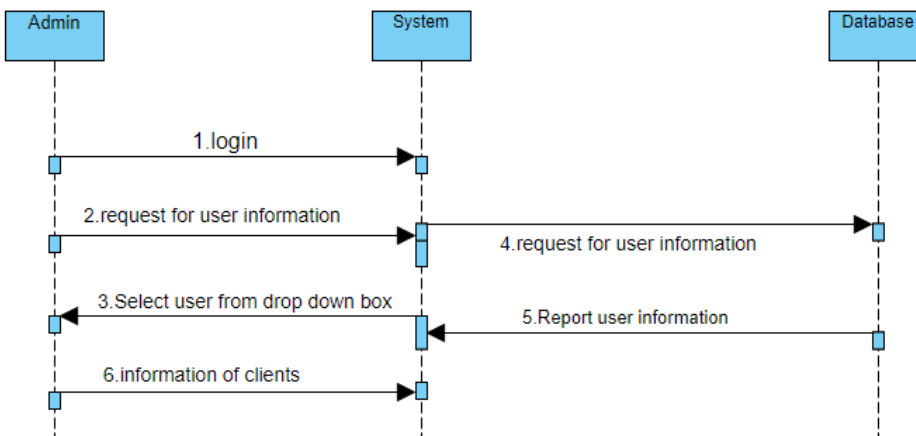 Admin
System
Database
1.login
2.request for user information
4.request for user information
3.Select user from drop down box
5.Report user information
6.information of clients